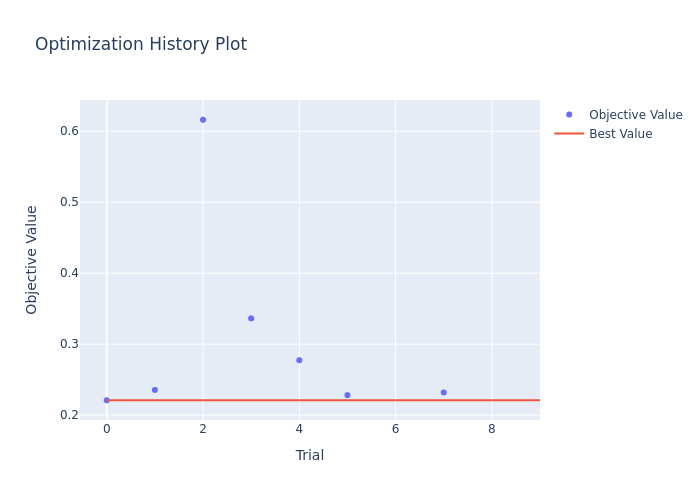 Optimization History Plot
Objective Value
Best Value
0.6
0.5
0.4
0.3
0.2
Objective Value
0
2
4
6
8
Trial